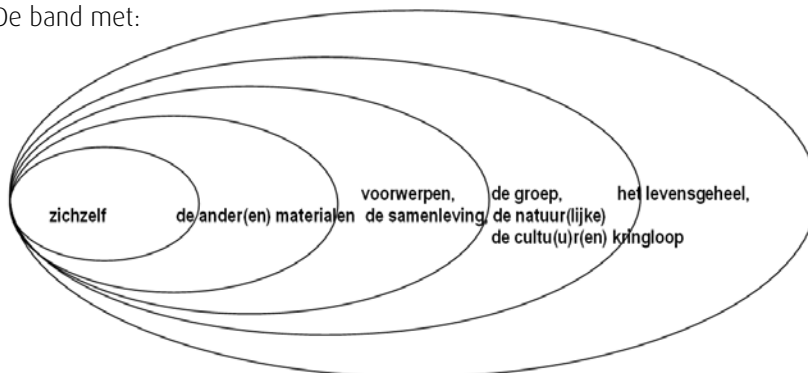 De band met:
voorwerpen, de groep, het levensgeheel,
zichzelf de ander(en) materialen de samenleving, de natuur(lijke)
de cultu(u)r(en) kringloop